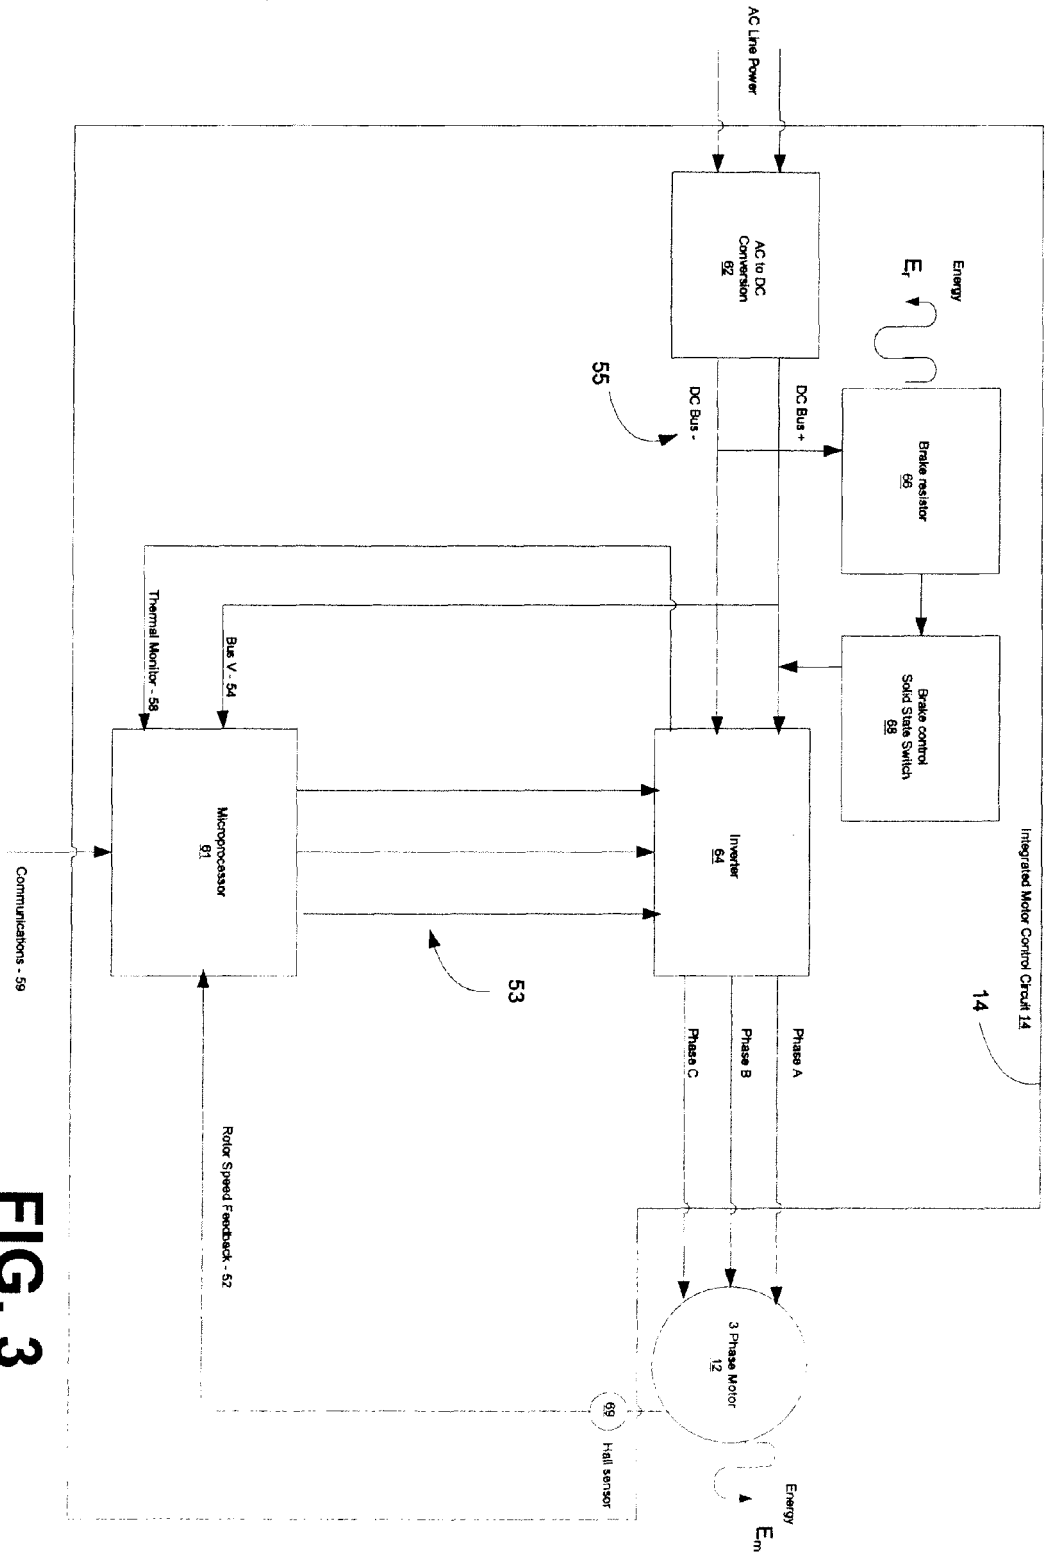 AC Line Power
Integrated Motor Control Circuit 14
14
Energy
Er
Brake resistor
66
Brake control
Solid State Switch
68
AC to DC
Conversion
62
DC Bus +
DC Bus -
55
Inverter
64
Phase A
Phase B
Phase C
3 Phase Motor
12
Energy
Em
69
Hall sensor
53
Bus V - 54
Thermal Monitor - 58
Microprocessor
61
Rotor Speed Feedback - 52
Communications - 59
FIG. 3